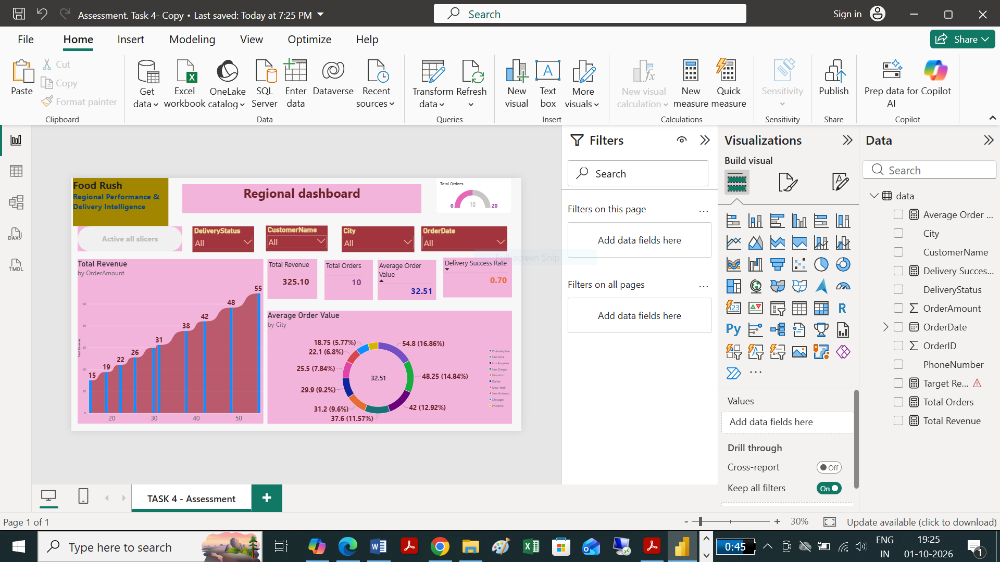 Assessment. Task 4- Copy • Last saved: Today at 7:25 PM
Search
Sign in
File Home Insert Modeling View Optimize Help
Share
Paste
Cut
Copy
Format painter
Clipboard
Get data
Excel workbook
OneLake catalog
SQL Server
Enter data
Dataverse
Recent sources
Data
Transform data
Refresh
Queries
New visual
Text box
More visuals
Insert
New visual calculation
New measure
Quick measure
Calculations
Sensitivity
Sensitivity
Publish
Share
Prep data for AI
Copilot
Copilot
DAX
TMDL
Food Rush
Regional Performance &
Delivery Intelligence
Regional dashboard
Total Orders
0 10 20
Active all slicers
DeliveryStatus
All
CustomerName
All
City
All
OrderDate
All
Full-screen Snip
Total Revenue
by OrderAmount
Total Revenue
0
10
20
30
40
50
15 19 22 26 31 38 42 48 55
20 30 40 50
Total Revenue
325.10
Total Orders
10
Average Order Value
32.51
Delivery Success Rate
0.70
Average Order Value
by City
54.8 (16.86%)
48.25 (14.84%)
42 (12.92%)
37.6 (11.57%)
31.2 (9.6%)
29.9 (9.2%)
25.5 (7.84%)
22.1 (6.8%)
18.75 (5.77%)
32.51
Philadelphia
San Jose
Los Angeles
San Diego
Houston
Dallas
New York
San Antonio
Chicago
Phoenix
Filters
Search
Filters on this page ...
Add data fields here
Filters on all pages ...
Add data fields here
Visualizations
Build visual
123
R
Py
...
Values
Add data fields here
Drill through
Cross-report Off
Keep all filters On
Data
Search
data
Average Order ...
City
CustomerName
Delivery Succes...
DeliveryStatus
OrderAmount
OrderDate
OrderID
PhoneNumber
Target Re...
Total Orders
Total Revenue
TASK 4 - Assessment
+
Page 1 of 1
- + 30%
Update available (click to download)
Type here to search
0:45
ENG
IN
19:25
01-10-2026
1